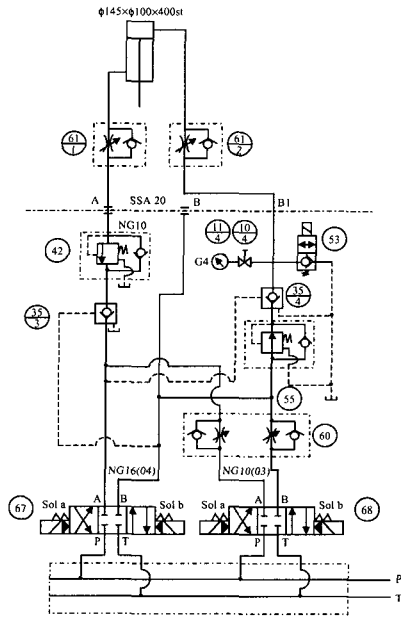 ϕ145×ϕ100×400st
61
1
61
2
A SSA 20 B B1
NG10
42
11
4
10
4
53
G4
35
3
35
4
55
60
NG16(04) NG10(03)
67 Sol a A B Sol b Sol a A B Sol b 68
P T P T
P
T